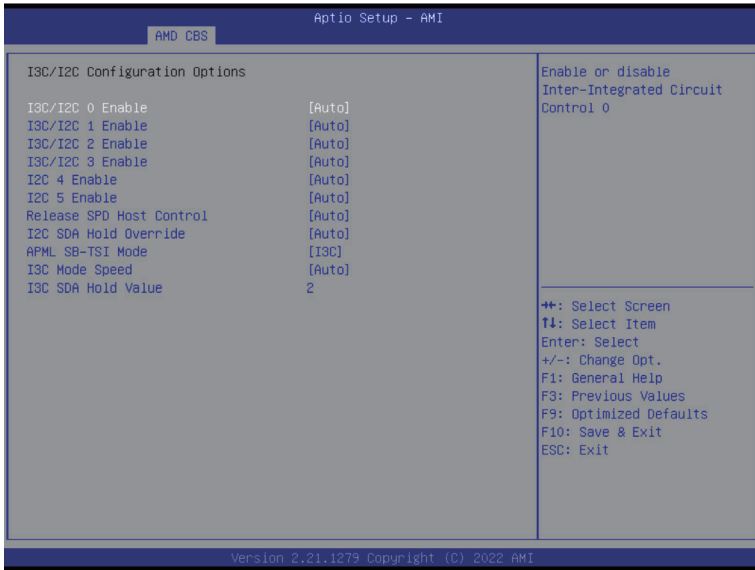 Aptio Setup – AMI
AMD CBS
I3C/I2C Configuration Options
I3C/I2C 0 Enable [Auto]
I3C/I2C 1 Enable [Auto]
I3C/I2C 2 Enable [Auto]
I3C/I2C 3 Enable [Auto]
I2C 4 Enable [Auto]
I2C 5 Enable [Auto]
Release SPD Host Control [Auto]
I2C SDA Hold Override [Auto]
APML SB-TSI Mode [I3C]
I3C Mode Speed [Auto]
I3C SDA Hold Value 2
Enable or disable
Inter-Integrated Circuit
Control 0
→←: Select Screen
↑↓: Select Item
Enter: Select
+/-: Change Opt.
F1: General Help
F3: Previous Values
F9: Optimized Defaults
F10: Save & Exit
ESC: Exit
Version 2.21.1279 Copyright (C) 2022 AMI